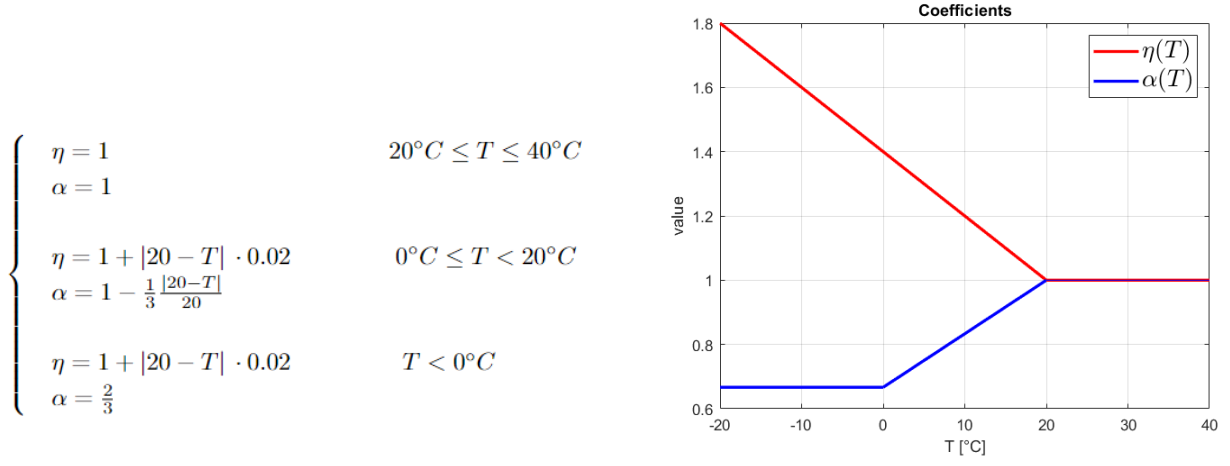 η = 1 20°C ≤ T ≤ 40°C
α = 1
η = 1 + |20 − T| · 0.02 0°C ≤ T < 20°C
α = 1 − 1/3 |20−T|/20
η = 1 + |20 − T| · 0.02 T < 0°C
α = 2/3
Coefficients
η(T)
α(T)
1.8
1.6
1.4
1.2
1
0.8
0.6
value
-20 -10 0 10 20 30 40
T [°C]